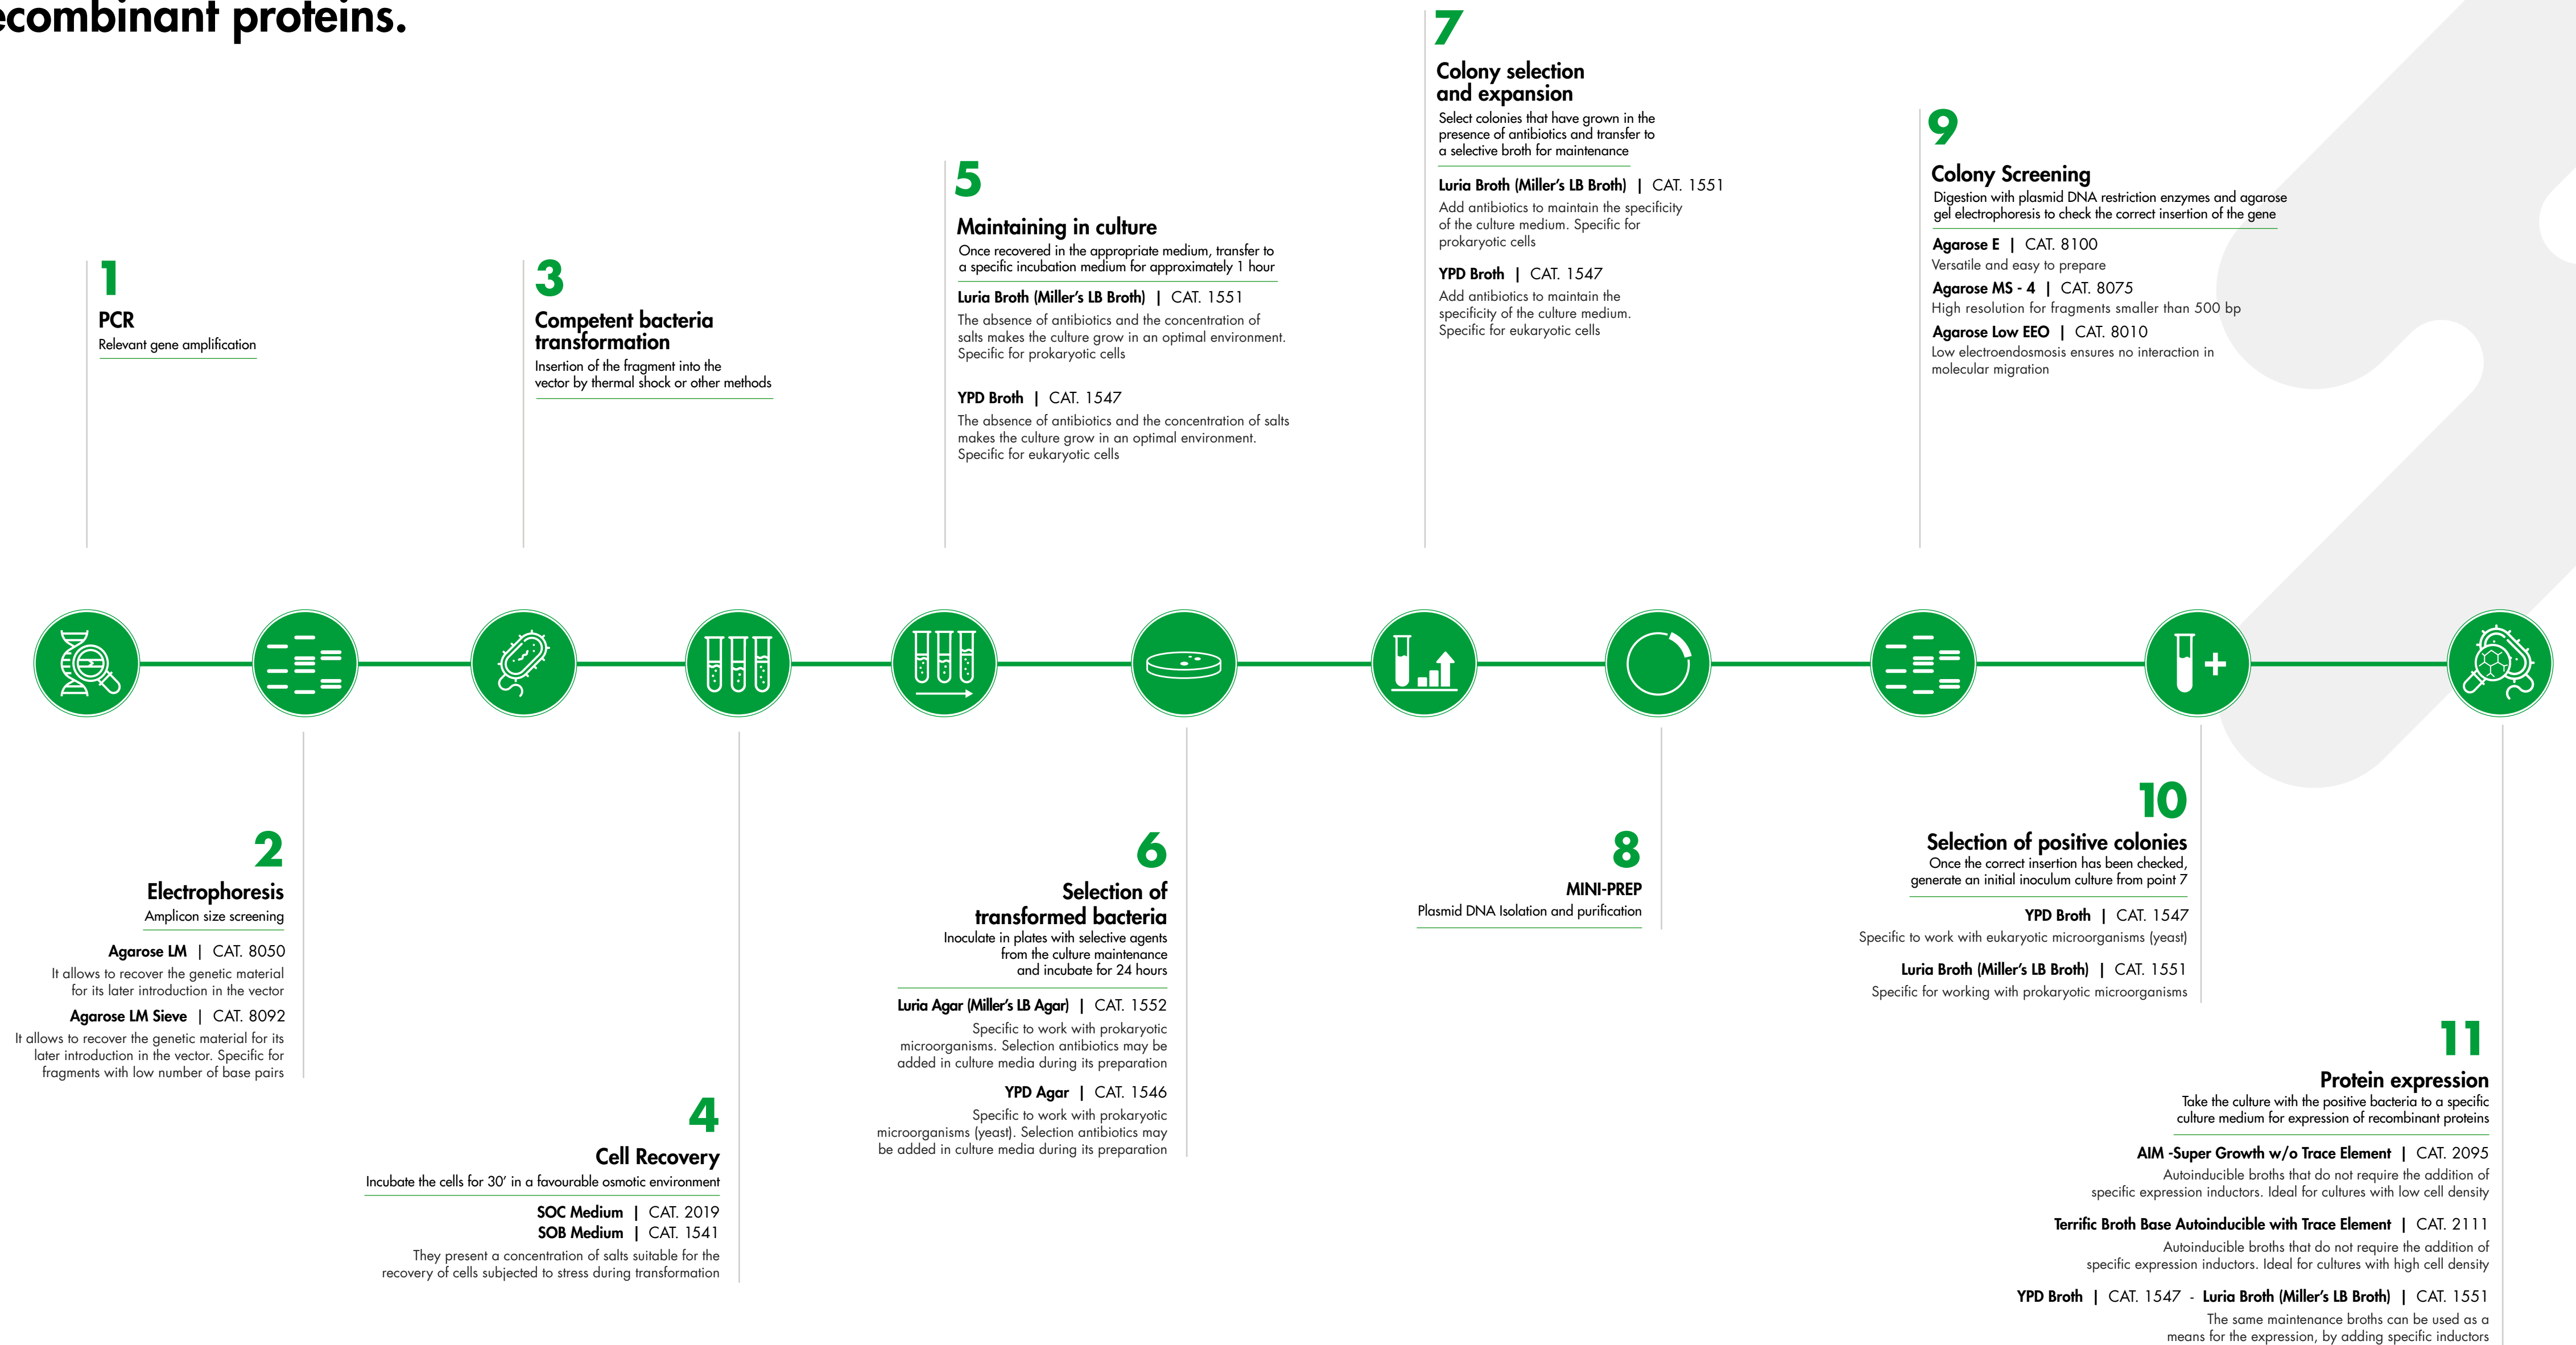 ecombinant proteins.
1
PCR
Relevant gene amplification
3
Competent bacteria
transformation
Insertion of the fragment into the
vector by thermal shock or other methods
5
Maintaining in culture
Once recovered in the appropriate medium, transfer to
a specific incubation medium for approximately 1 hour
Luria Broth (Miller's LB Broth) | CAT. 1551
The absence of antibiotics and the concentration of
salts makes the culture grow in an optimal environment.
Specific for prokaryotic cells
YPD Broth | CAT. 1547
The absence of antibiotics and the concentration of salts
makes the culture grow in an optimal environment.
Specific for eukaryotic cells
7
Colony selection
and expansion
Select colonies that have grown in the
presence of antibiotics and transfer to
a selective broth for maintenance
Luria Broth (Miller's LB Broth) | CAT. 1551
Add antibiotics to maintain the specificity
of the culture medium. Specific for
prokaryotic cells
YPD Broth | CAT. 1547
Add antibiotics to maintain the
specificity of the culture medium.
Specific for eukaryotic cells
9
Colony Screening
Digestion with plasmid DNA restriction enzymes and agarose
gel electrophoresis to check the correct insertion of the gene
Agarose E | CAT. 8100
Versatile and easy to prepare
Agarose MS - 4 | CAT. 8075
High resolution for fragments smaller than 500 bp
Agarose Low EEO | CAT. 8010
Low electroendosmosis ensures no interaction in
molecular migration
2
Electrophoresis
Amplicon size screening
Agarose LM | CAT. 8050
It allows to recover the genetic material
for its later introduction in the vector
Agarose LM Sieve | CAT. 8092
It allows to recover the genetic material for its
later introduction in the vector. Specific for
fragments with low number of base pairs
4
Cell Recovery
Incubate the cells for 30' in a favourable osmotic environment
SOC Medium | CAT. 2019
SOB Medium | CAT. 1541
They present a concentration of salts suitable for the
recovery of cells subjected to stress during transformation
6
Selection of
transformed bacteria
Inoculate in plates with selective agents
from the culture maintenance
and incubate for 24 hours
Luria Agar (Miller's LB Agar) | CAT. 1552
Specific to work with prokaryotic
microorganisms. Selection antibiotics may be
added in culture media during its preparation
YPD Agar | CAT. 1546
Specific to work with prokaryotic
microorganisms (yeast). Selection antibiotics may
be added in culture media during its preparation
8
MINI-PREP
Plasmid DNA Isolation and purification
10
Selection of positive colonies
Once the correct insertion has been checked,
generate an initial inoculum culture from point 7
YPD Broth | CAT. 1547
Specific to work with eukaryotic microorganisms (yeast)
Luria Broth (Miller's LB Broth) | CAT. 1551
Specific for working with prokaryotic microorganisms
11
Protein expression
Take the culture with the positive bacteria to a specific
culture medium for expression of recombinant proteins
AIM -Super Growth w/o Trace Element | CAT. 2095
Autoinducible broths that do not require the addition of
specific expression inductors. Ideal for cultures with low cell density
Terrific Broth Base Autoinducible with Trace Element | CAT. 2111
Autoinducible broths that do not require the addition of
specific expression inductors. Ideal for cultures with high cell density
YPD Broth | CAT. 1547 - Luria Broth (Miller's LB Broth) | CAT. 1551
The same maintenance broths can be used as a
means for the expression, by adding specific inductors